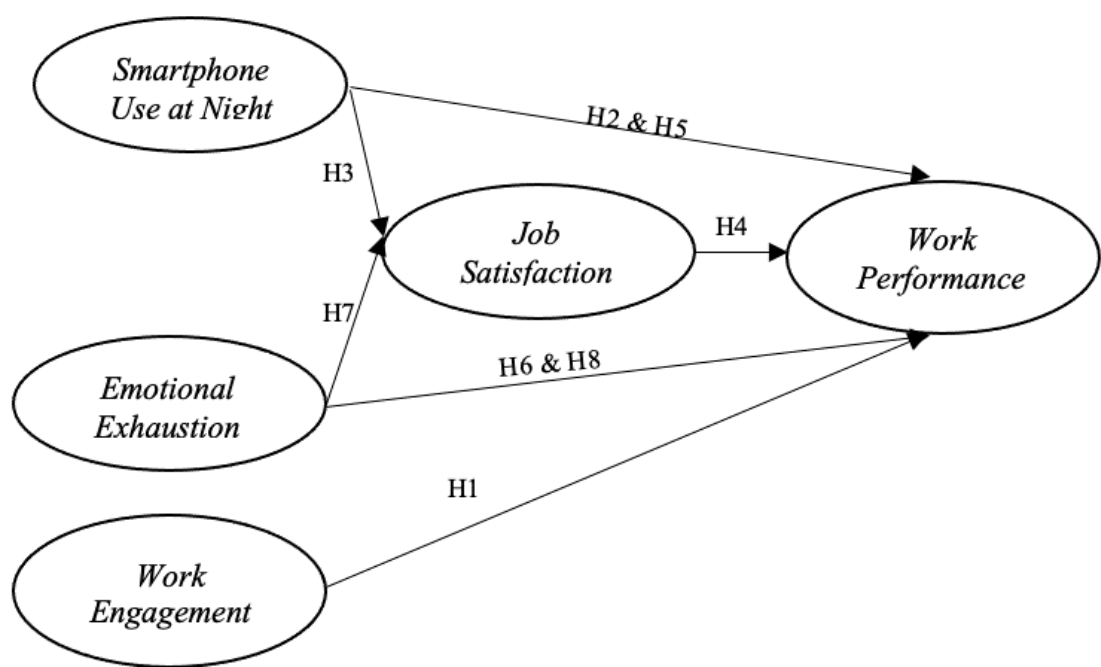 Smartphone
Use at Night
H2 & H5
H3
Job
Satisfaction
H4
Work
Performance
H7
H6 & H8
Emotional
Exhaustion
H1
Work
Engagement